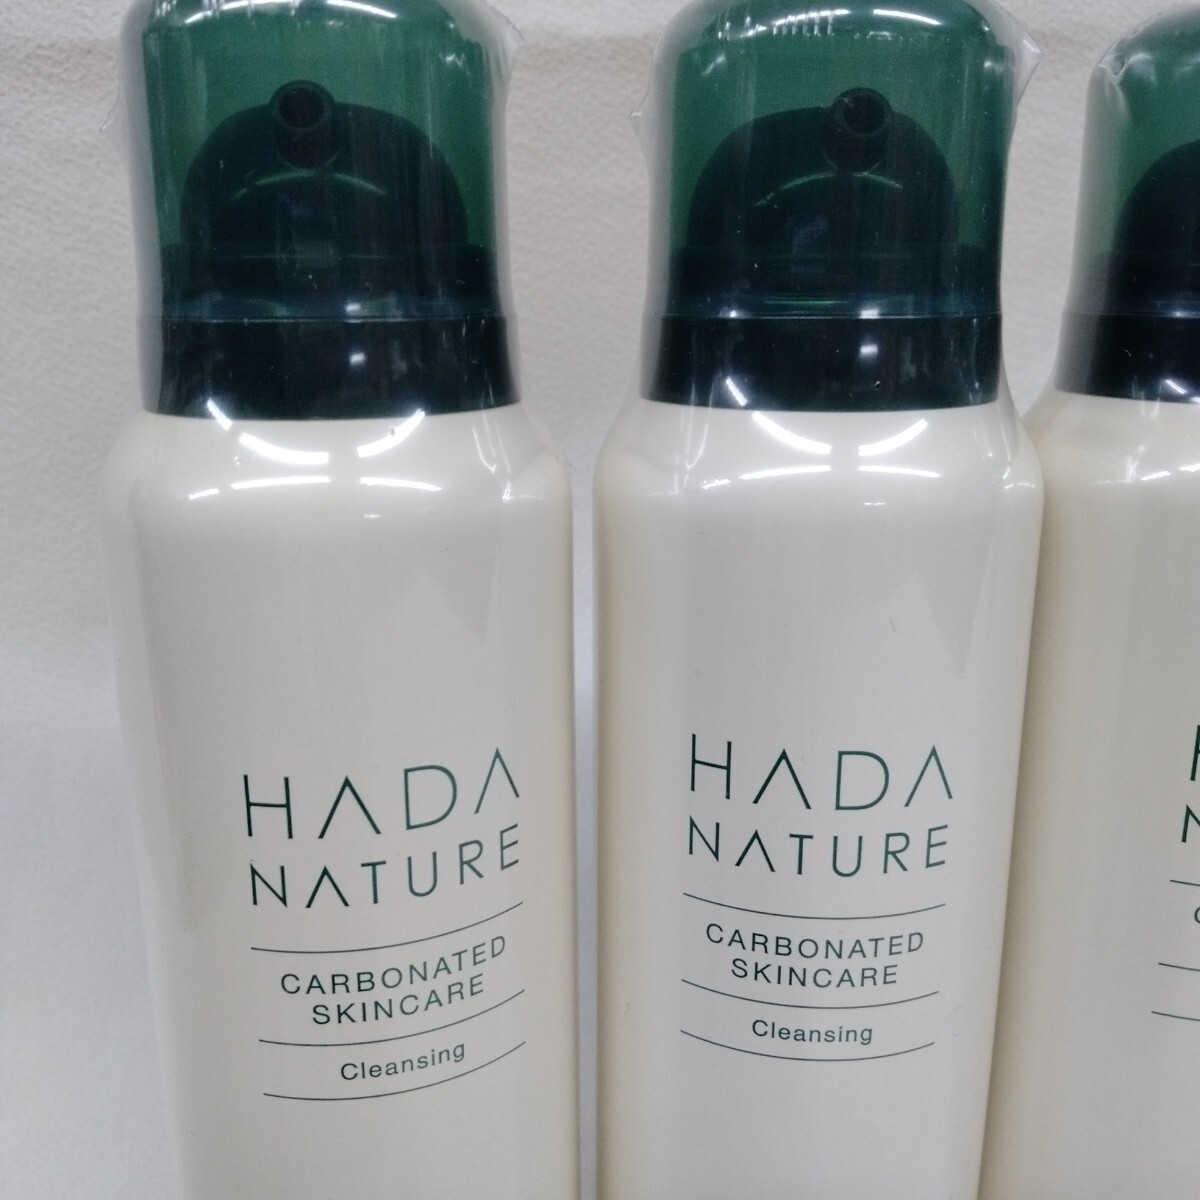 HADA
NATURE
CARBONATED
SKINCARE
Cleansing
HADA
NATURE
CARBONATED
SKINCARE
Cleansing